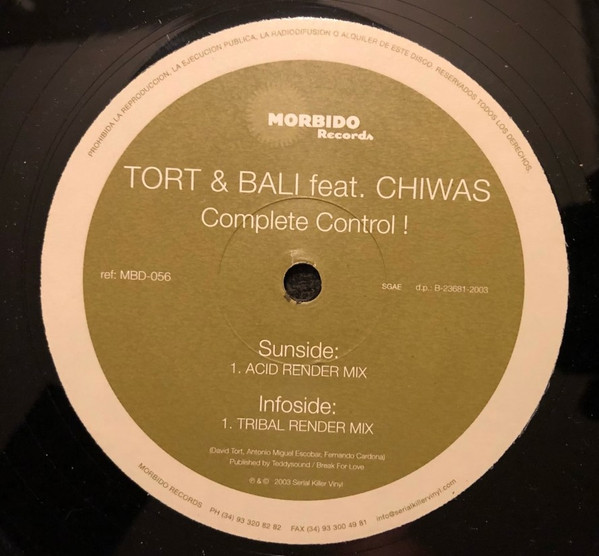 PROHIBIDA LA REPRODUCCION, LA EJECUCION PUBLICA, LA RADIODIFUSION O ALQUILER DE ESTE DISCO. RESERVADOS TODOS LOS DERECHOS.
MORBIDO
Records
TORT & BALI feat. CHIWAS
Complete Control !
ref: MBD-056
SGAE d.p.: B-23681-2003
Sunside:
1. ACID RENDER MIX
Infoside:
1. TRIBAL RENDER MIX
(David Tort, Antonio Miguel Escobar, Fernando Cardona)
Published by Teddysound / Break For Love
℗ & © 2003 Serial Killer Vinyl
MORBIDO RECORDS PH (34) 93 320 82 82 FAX (34) 93 300 49 81 info@serialkillervinyl.com